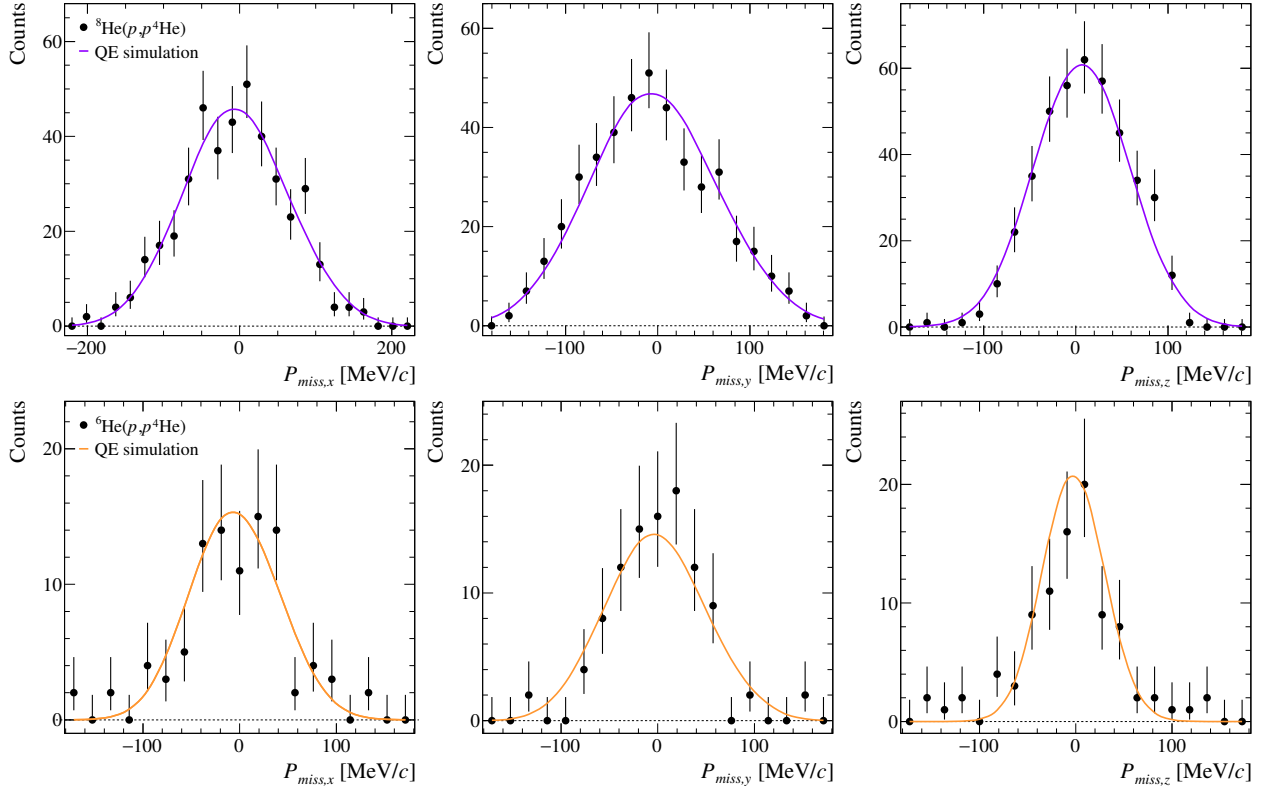 Counts
60
40
20
0
⁸He(p,p⁴He)
QE simulation
−200
0
200
P_miss,x [MeV/c]
Counts
60
40
20
0
−100
0
100
P_miss,y [MeV/c]
Counts
60
40
20
0
−100
0
100
P_miss,z [MeV/c]
Counts
20
10
0
⁶He(p,p⁴He)
QE simulation
−100
0
100
P_miss,x [MeV/c]
Counts
20
10
0
−100
0
100
P_miss,y [MeV/c]
Counts
20
10
0
−100
0
100
P_miss,z [MeV/c]